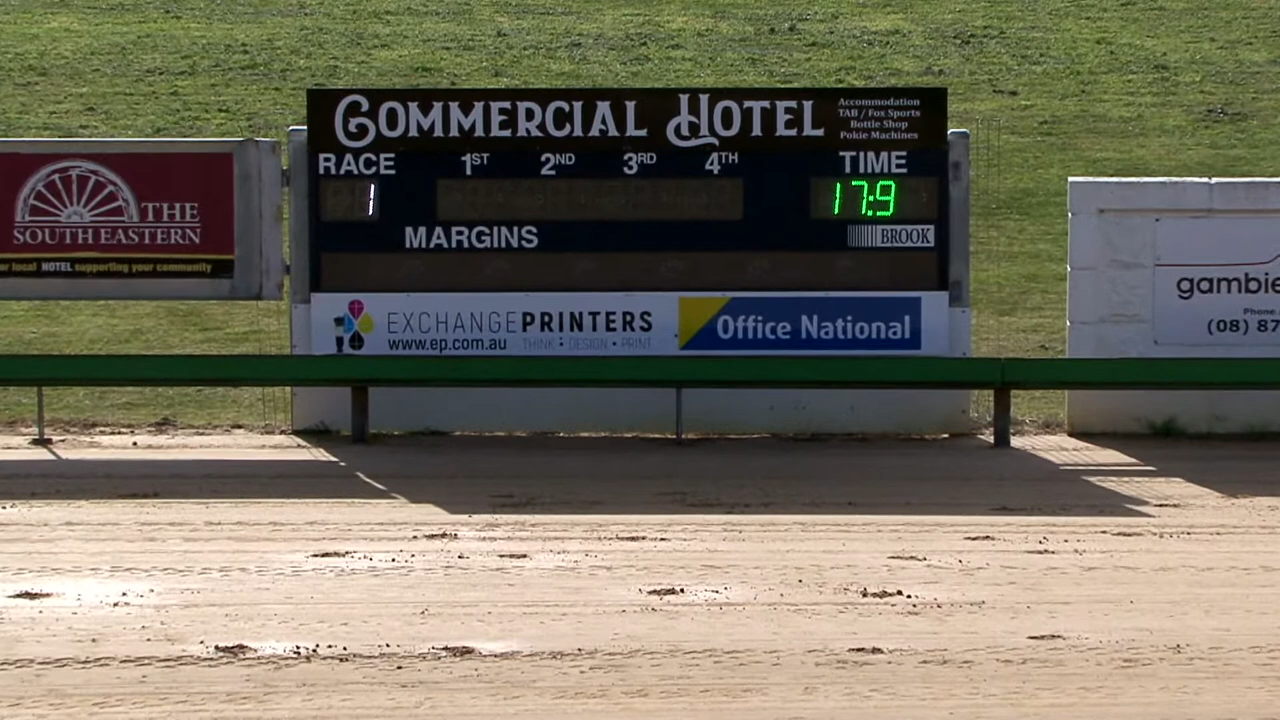 COMMERCIAL HOTEL
Accommodation
TAB / Fox Sports
Bottle Shop
Pokie Machines
RACE 1ST 2ND 3RD 4TH TIME
1 17:9
MARGINS
BROOK
EXCHANGEPRINTERS
www.ep.com.au THINK • DESIGN • PRINT
Office National
THE
SOUTH EASTERN
local HOTEL supporting your community
gambie
Phone
(08) 87